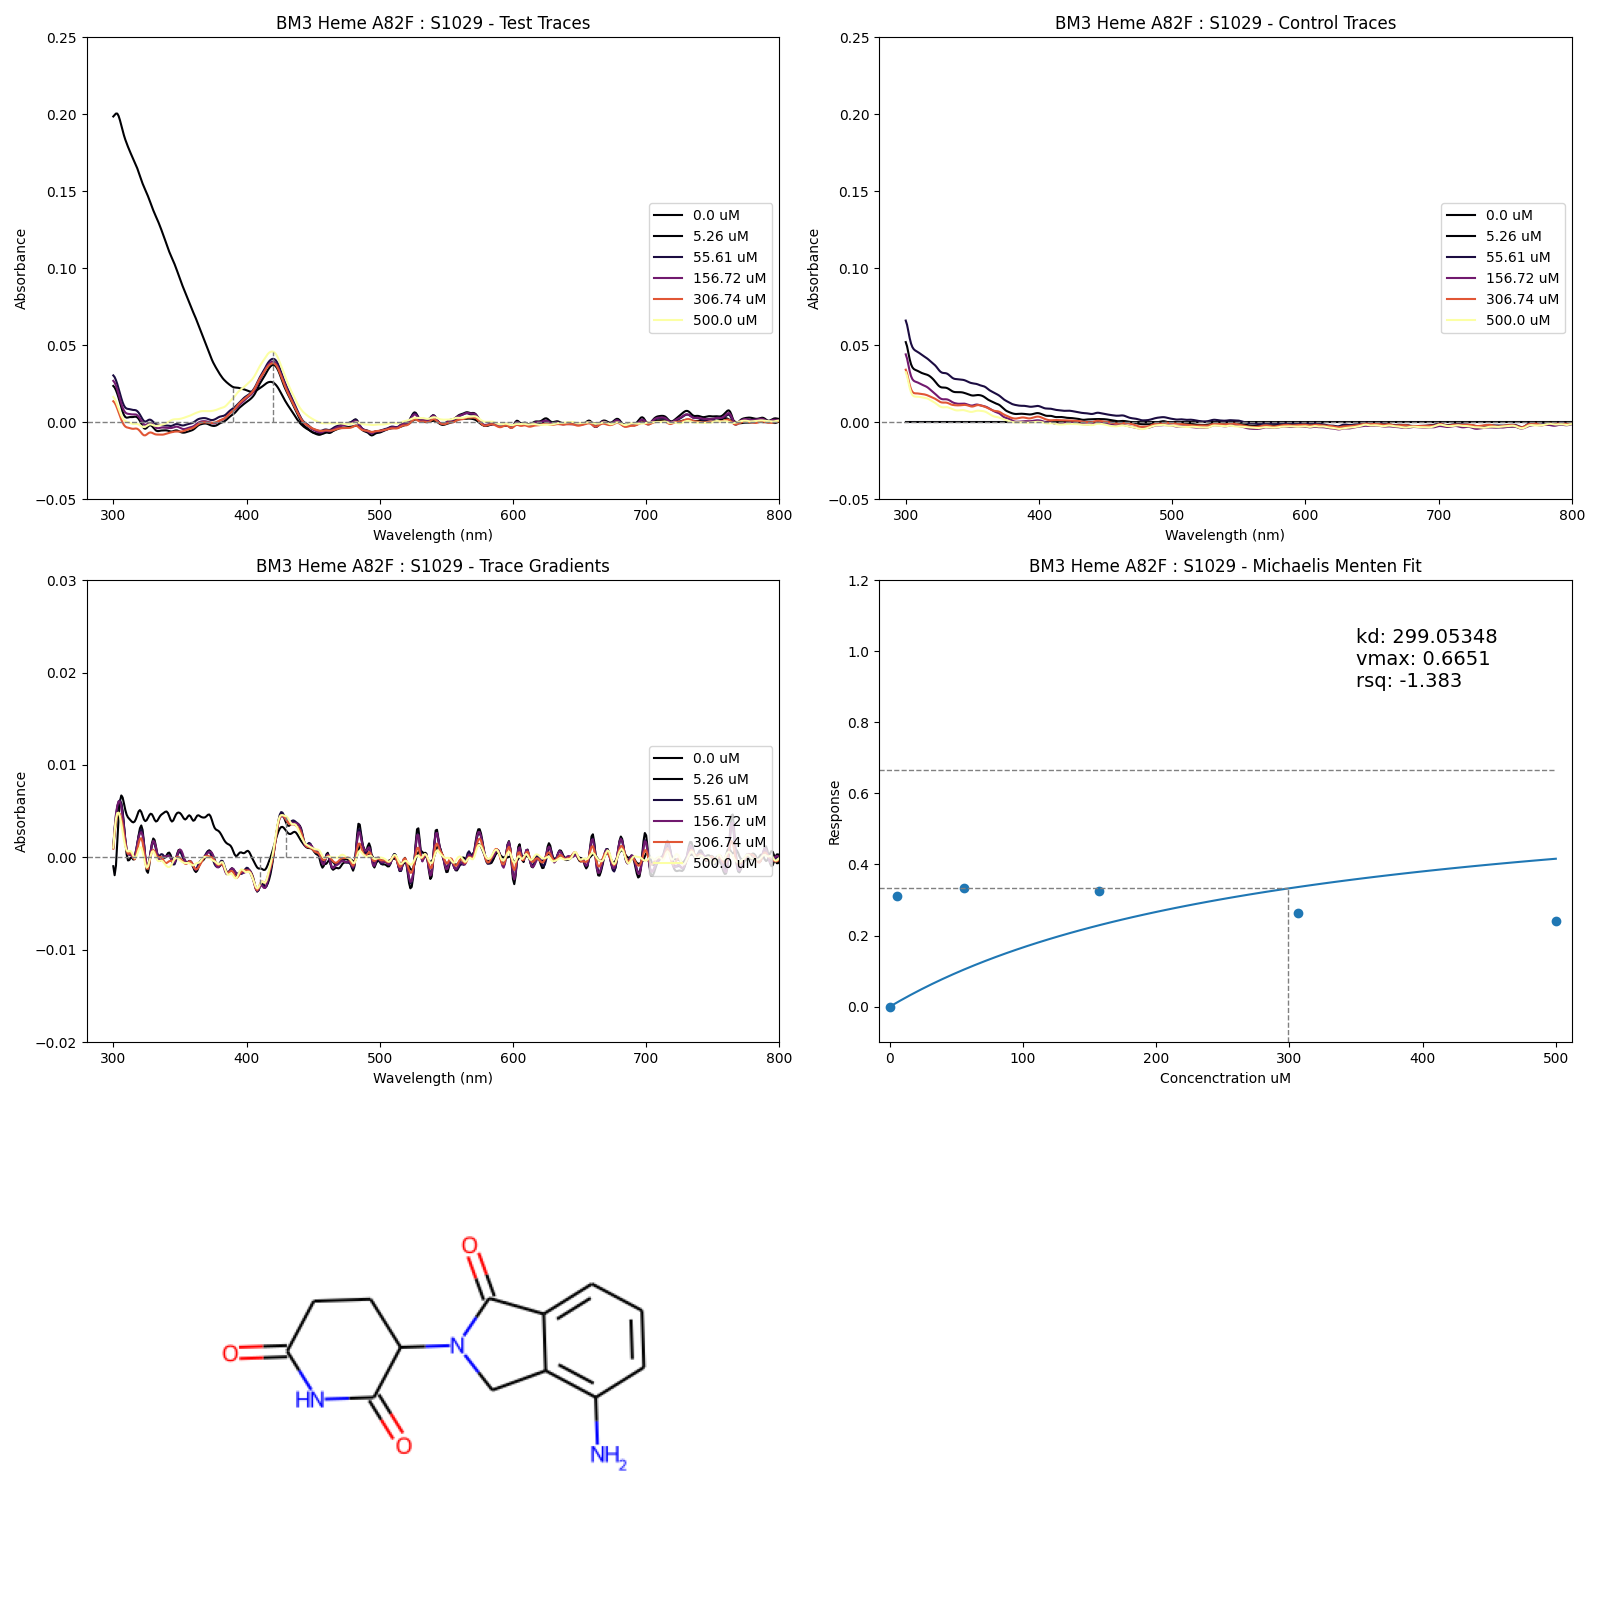 BM3 Heme A82F : S1029 - Test Traces
0.25
0.20
0.15
0.10
0.05
0.00
−0.05
Absorbance
300 400 500 600 700 800
Wavelength (nm)
0.0 uM
5.26 uM
55.61 uM
156.72 uM
306.74 uM
500.0 uM
BM3 Heme A82F : S1029 - Control Traces
0.25
0.20
0.15
0.10
0.05
0.00
−0.05
Absorbance
300 400 500 600 700 800
Wavelength (nm)
0.0 uM
5.26 uM
55.61 uM
156.72 uM
306.74 uM
500.0 uM
BM3 Heme A82F : S1029 - Trace Gradients
0.03
0.02
0.01
0.00
−0.01
−0.02
Absorbance
300 400 500 600 700 800
Wavelength (nm)
0.0 uM
5.26 uM
55.61 uM
156.72 uM
306.74 uM
500.0 uM
BM3 Heme A82F : S1029 - Michaelis Menten Fit
1.2
1.0
0.8
0.6
0.4
0.2
0.0
Response
0 100 200 300 400 500
Concenctration uM
kd: 299.05348
vmax: 0.6651
rsq: -1.383
O
N
O
HN
O
NH2